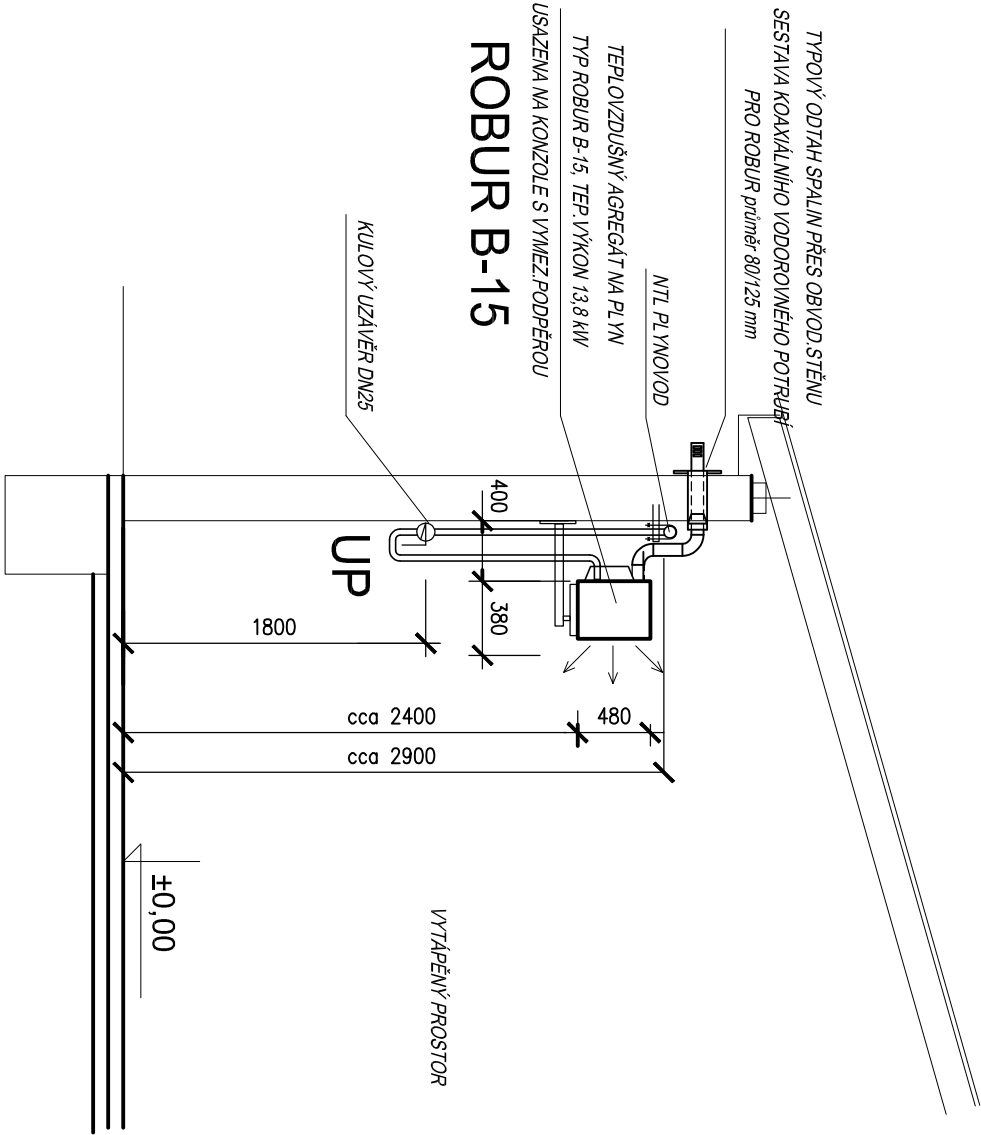 TYPOVÝ ODTAH SPALIN PŘES OBVOD.STĚNU
SESTAVA KOAXIÁLNÍHO VODOROVNÉHO POTRUBÍ
PRO ROBUR průměr 80/125 mm
NTL PLYNOVOD
TEPLOVZDUŠNÝ AGREGÁT NA PLYN
TYP ROBUR B-15, TEP.VÝKON 13,8 kW
USAZENA NA KONZOLE S VYMEZ.PODPĚROU
ROBUR B-15
KULOVÝ UZÁVĚR DN25
400
380
UP
1800
cca 2400
480
cca 2900
±0,00
VYTÁPĚNÝ PROSTOR